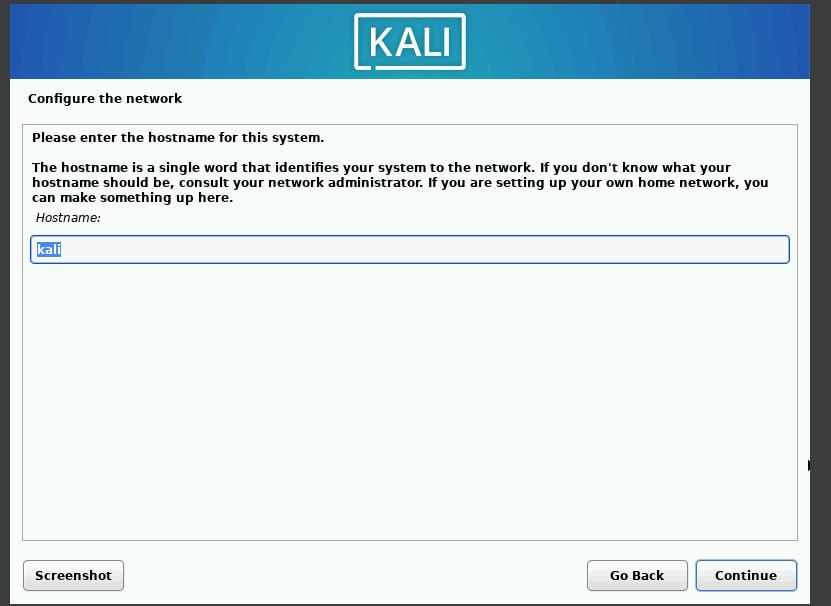 KALI
Configure the network
Please enter the hostname for this system.
The hostname is a single word that identifies your system to the network. If you don't know what your
hostname should be, consult your network administrator. If you are setting up your own home network, you
can make something up here.
Hostname:
kali
Screenshot
Go Back
Continue